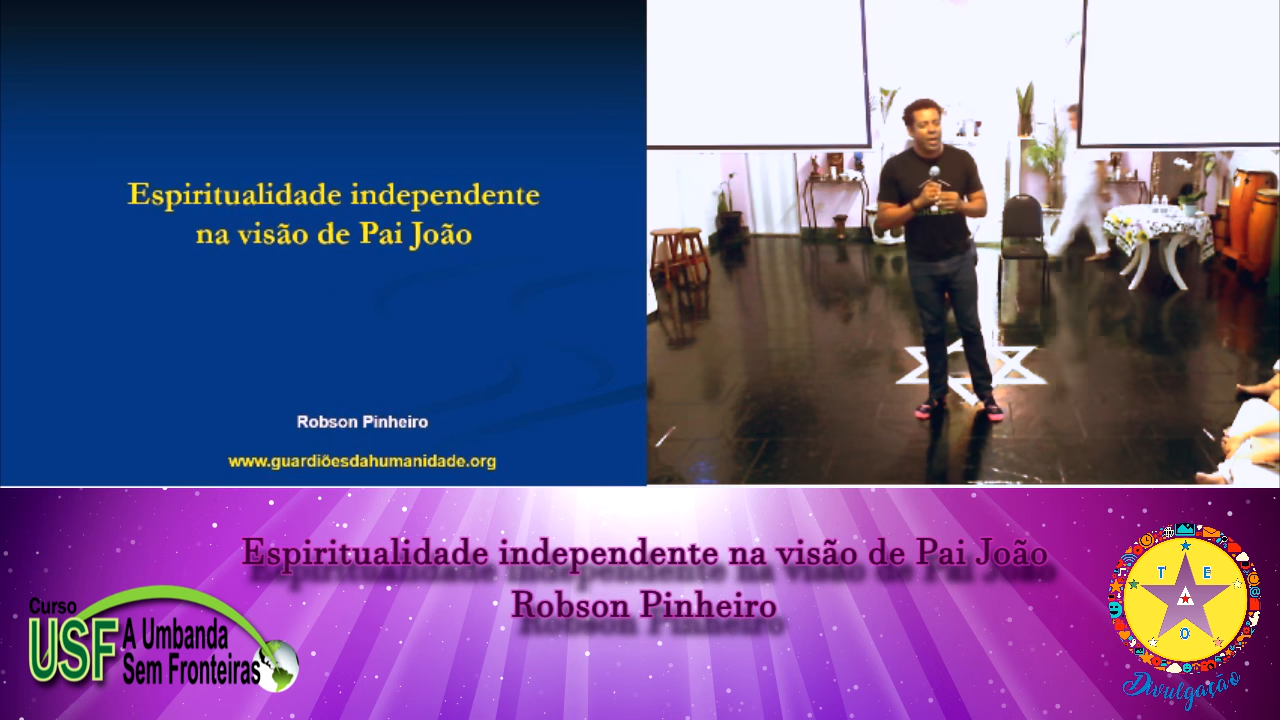 Espiritualidade independente
na visão de Pai João
Robson Pinheiro
www.guardiõesdahumanidade.org
Espiritualidade independente na visão de Pai João
Robson Pinheiro
Curso
USF A Umbanda
Sem Fronteiras
T E
A
O
Divulgação